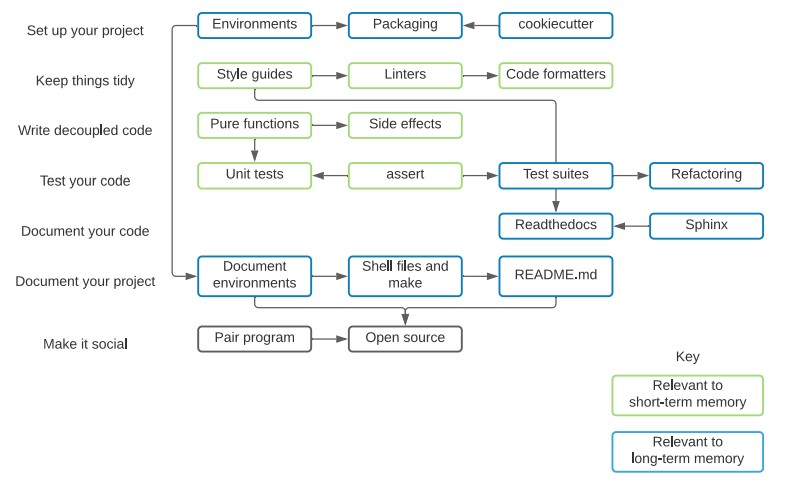 Set up your project
Environments
Packaging
cookiecutter
Keep things tidy
Style guides
Linters
Code formatters
Write decoupled code
Pure functions
Side effects
Test your code
Unit tests
assert
Test suites
Refactoring
Document your code
Readthedocs
Sphinx
Document your project
Document
environments
Shell files and
make
README.md
Make it social
Pair program
Open source
Key
Relevant to
short-term memory
Relevant to
long-term memory